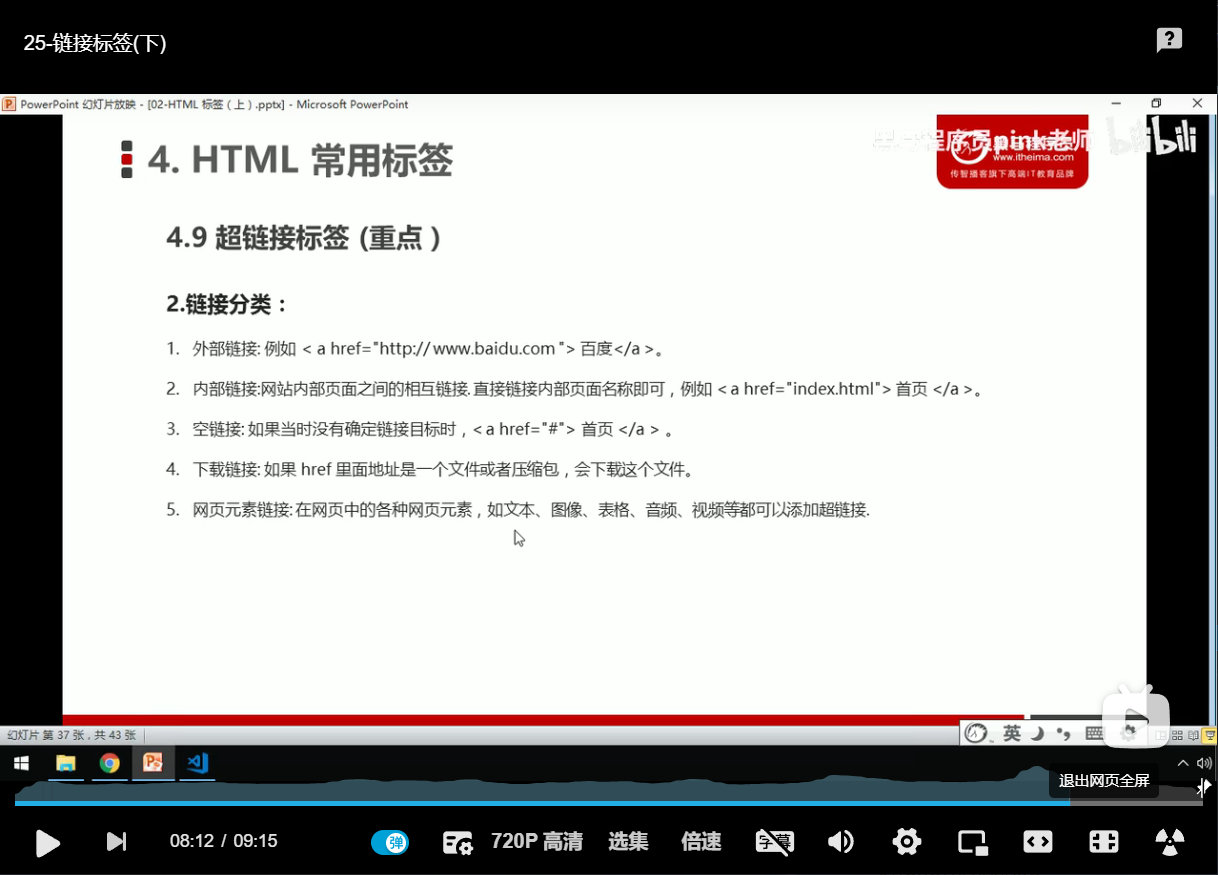 25-链接标签(下)
PowerPoint 幻灯片放映 - [02-HTML 标签 ( 上 ) .pptx] - Microsoft PowerPoint
4. HTML 常用标签
程序员pink老师
bilibili
www.itheima.com
传智播客旗下高端IT教育品牌
4.9 超链接标签 (重点 )
2.链接分类：
1. 外部链接: 例如 < a href="http:// www.baidu.com "> 百度</a >。
2. 内部链接:网站内部页面之间的相互链接. 直接链接内部页面名称即可，例如 < a href="index.html"> 首页 </a >。
3. 空链接: 如果当时没有确定链接目标时，< a href="#"> 首页 </a > 。
4. 下载链接: 如果 href 里面地址是一个文件或者压缩包，会下载这个文件。
5. 网页元素链接: 在网页中的各种网页元素，如文本、图像、表格、音频、视频等都可以添加超链接.
幻灯片 第 37 张，共 43 张
英
退出网页全屏
08:12 / 09:15
弹
720P 高清
选集
倍速
字幕